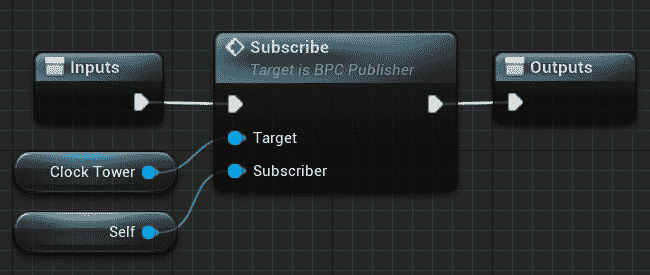 Inputs
Subscribe
Target is BPC Publisher
Outputs
Target
Clock Tower
Subscriber
Self